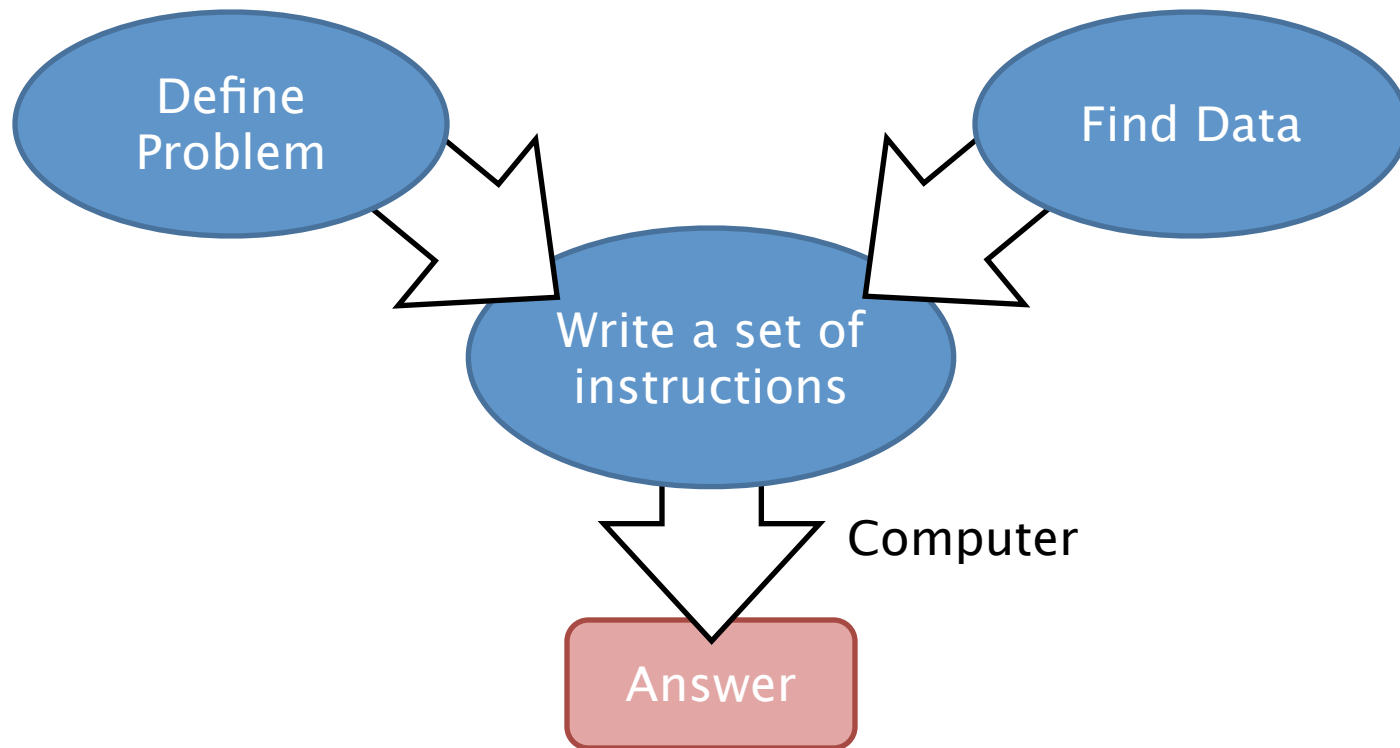 Define
Problem
Find Data
Write a set of
instructions
Computer
Answer